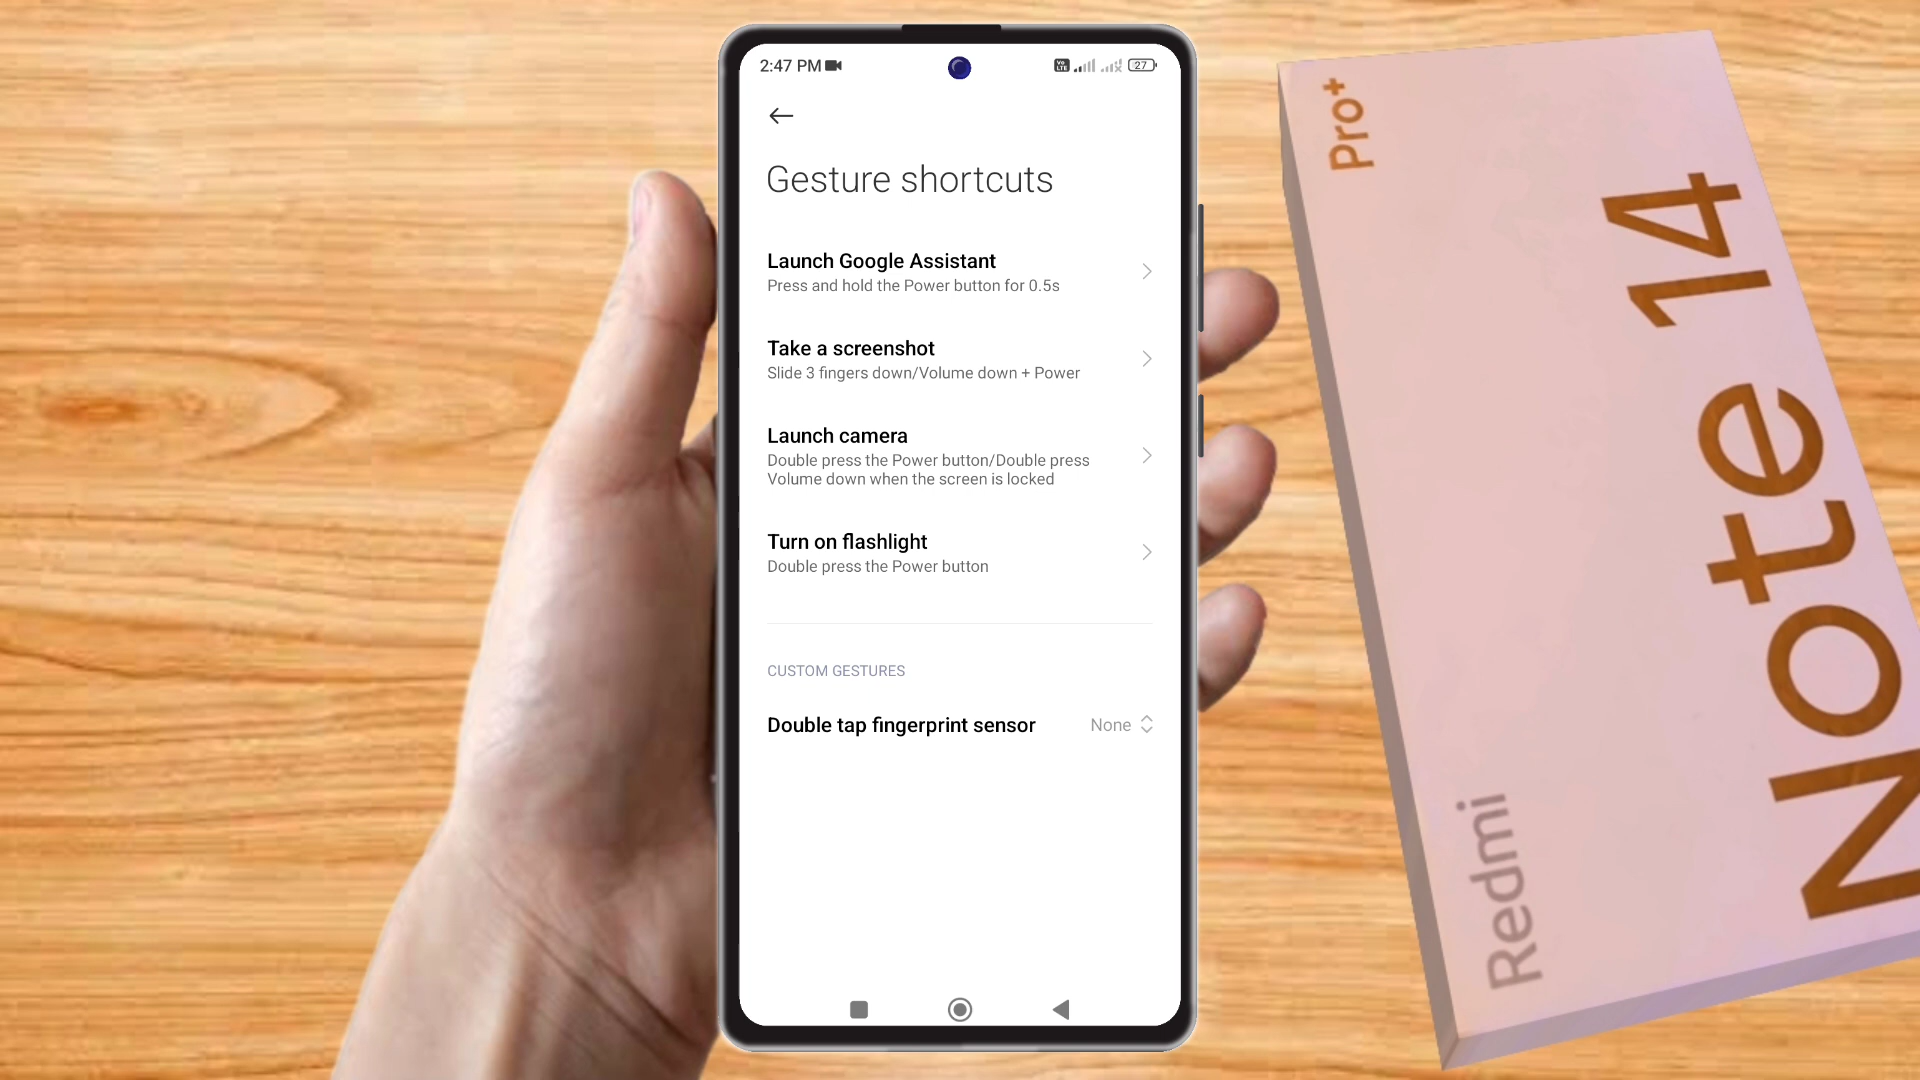 2:47 PM
Vo
LTE
27
Gesture shortcuts
Launch Google Assistant
Press and hold the Power button for 0.5s
Take a screenshot
Slide 3 fingers down/Volume down + Power
Launch camera
Double press the Power button/Double press
Volume down when the screen is locked
Turn on flashlight
Double press the Power button
CUSTOM GESTURES
Double tap fingerprint sensor
None
Redmi
Note 14
Pro+